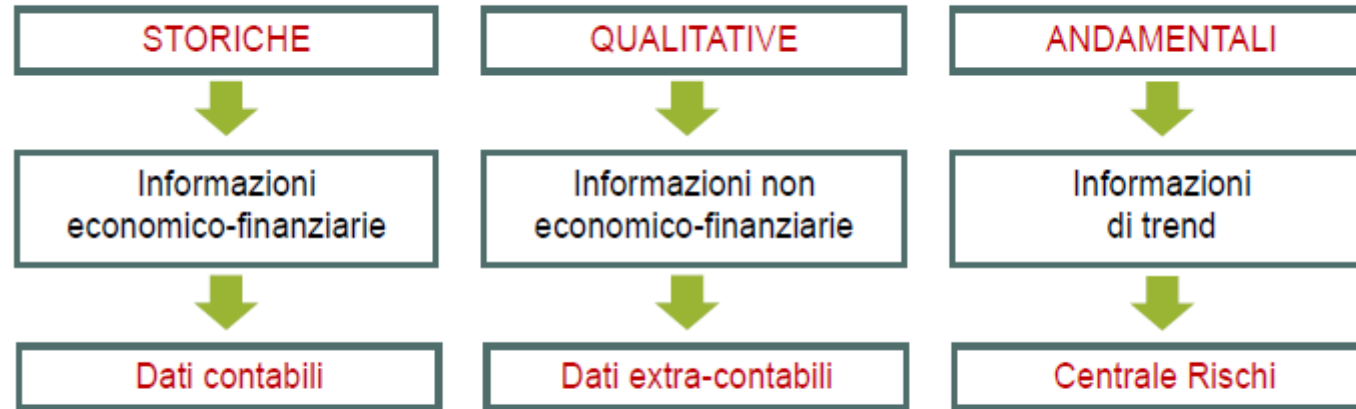 STORICHE
QUALITATIVE
ANDAMENTALI
Informazioni
economico-finanziarie
Informazioni non
economico-finanziarie
Informazioni
di trend
Dati contabili
Dati extra-contabili
Centrale Rischi